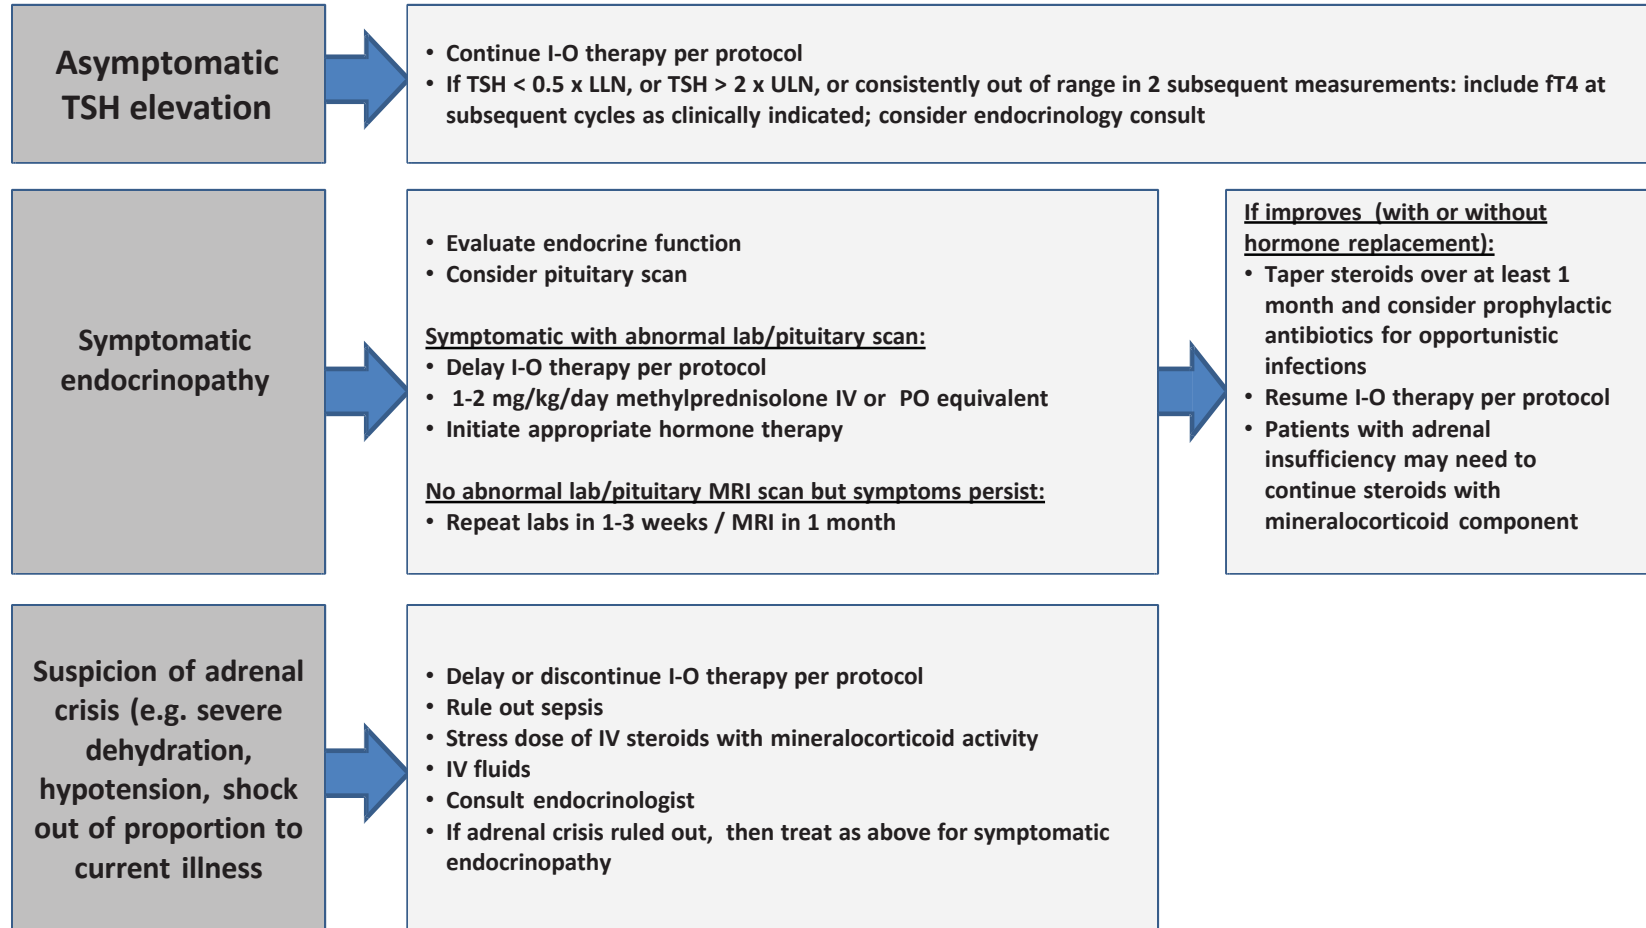 Asymptomatic
TSH elevation
• Continue I-O therapy per protocol
• If TSH < 0.5 x LLN, or TSH > 2 x ULN, or consistently out of range in 2 subsequent measurements: include fT4 at
subsequent cycles as clinically indicated; consider endocrinology consult
Symptomatic
endocrinopathy
• Evaluate endocrine function
• Consider pituitary scan
Symptomatic with abnormal lab/pituitary scan:
• Delay I-O therapy per protocol
• 1-2 mg/kg/day methylprednisolone IV or PO equivalent
• Initiate appropriate hormone therapy
No abnormal lab/pituitary MRI scan but symptoms persist:
• Repeat labs in 1-3 weeks / MRI in 1 month
If improves (with or without
hormone replacement):
• Taper steroids over at least 1
month and consider prophylactic
antibiotics for opportunistic
infections
• Resume I-O therapy per protocol
• Patients with adrenal
insufficiency may need to
continue steroids with
mineralocorticoid component
Suspicion of adrenal
crisis (e.g. severe
dehydration,
hypotension, shock
out of proportion to
current illness
• Delay or discontinue I-O therapy per protocol
• Rule out sepsis
• Stress dose of IV steroids with mineralocorticoid activity
• IV fluids
• Consult endocrinologist
• If adrenal crisis ruled out, then treat as above for symptomatic
endocrinopathy